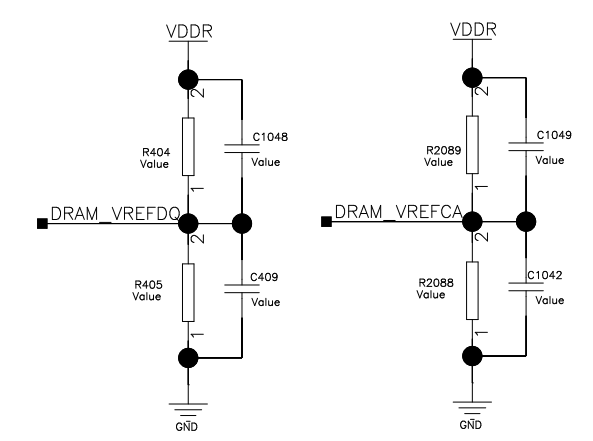 VDDR
2
R404
Value
C1048
Value
1
DRAM_VREFDQ
2
R405
Value
C409
Value
1
GND
VDDR
2
R2089
Value
C1049
Value
1
DRAM_VREFCA
2
R2088
Value
C1042
Value
1
GND